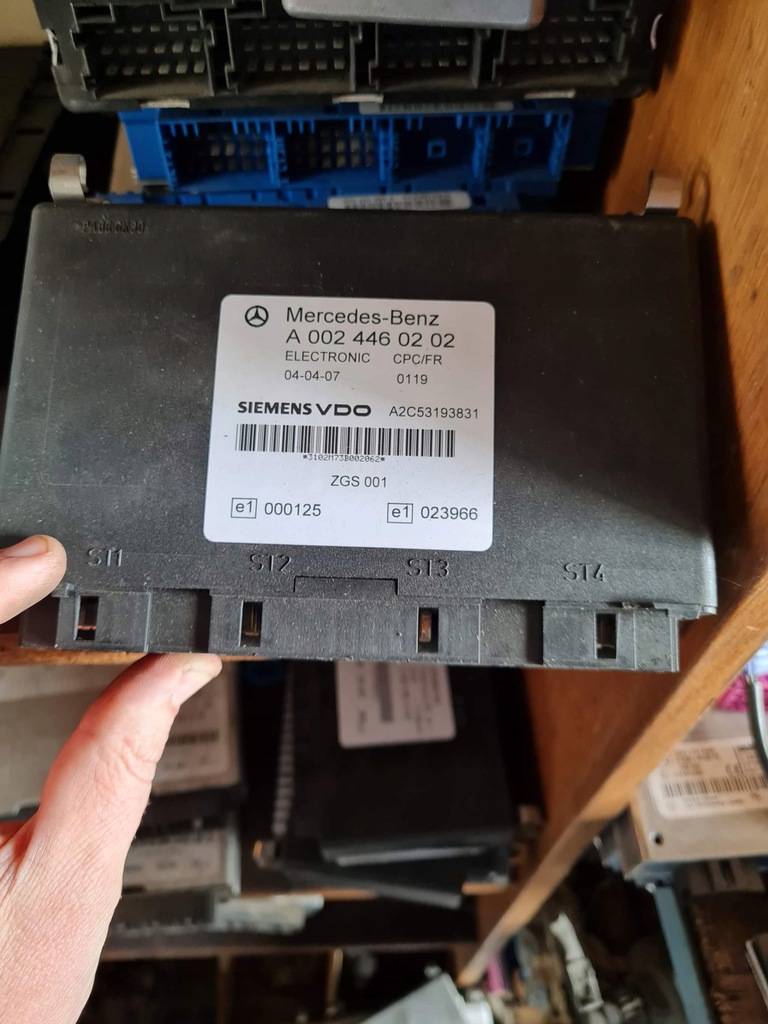 Mercedes-Benz
A 002 446 02 02
ELECTRONIC CPC/FR
04-04-07 0119
SIEMENS VDO A2C53193831
*3102M73B002062*
ZGS 001
e1 000125 e1 023966
ST1 ST2 ST3 ST4